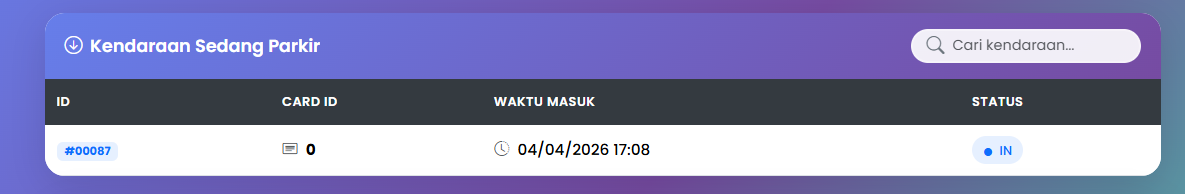 Kendaraan Sedang Parkir
Cari kendaraan...
ID CARD ID WAKTU MASUK STATUS
#00087 0 04/04/2026 17:08 IN